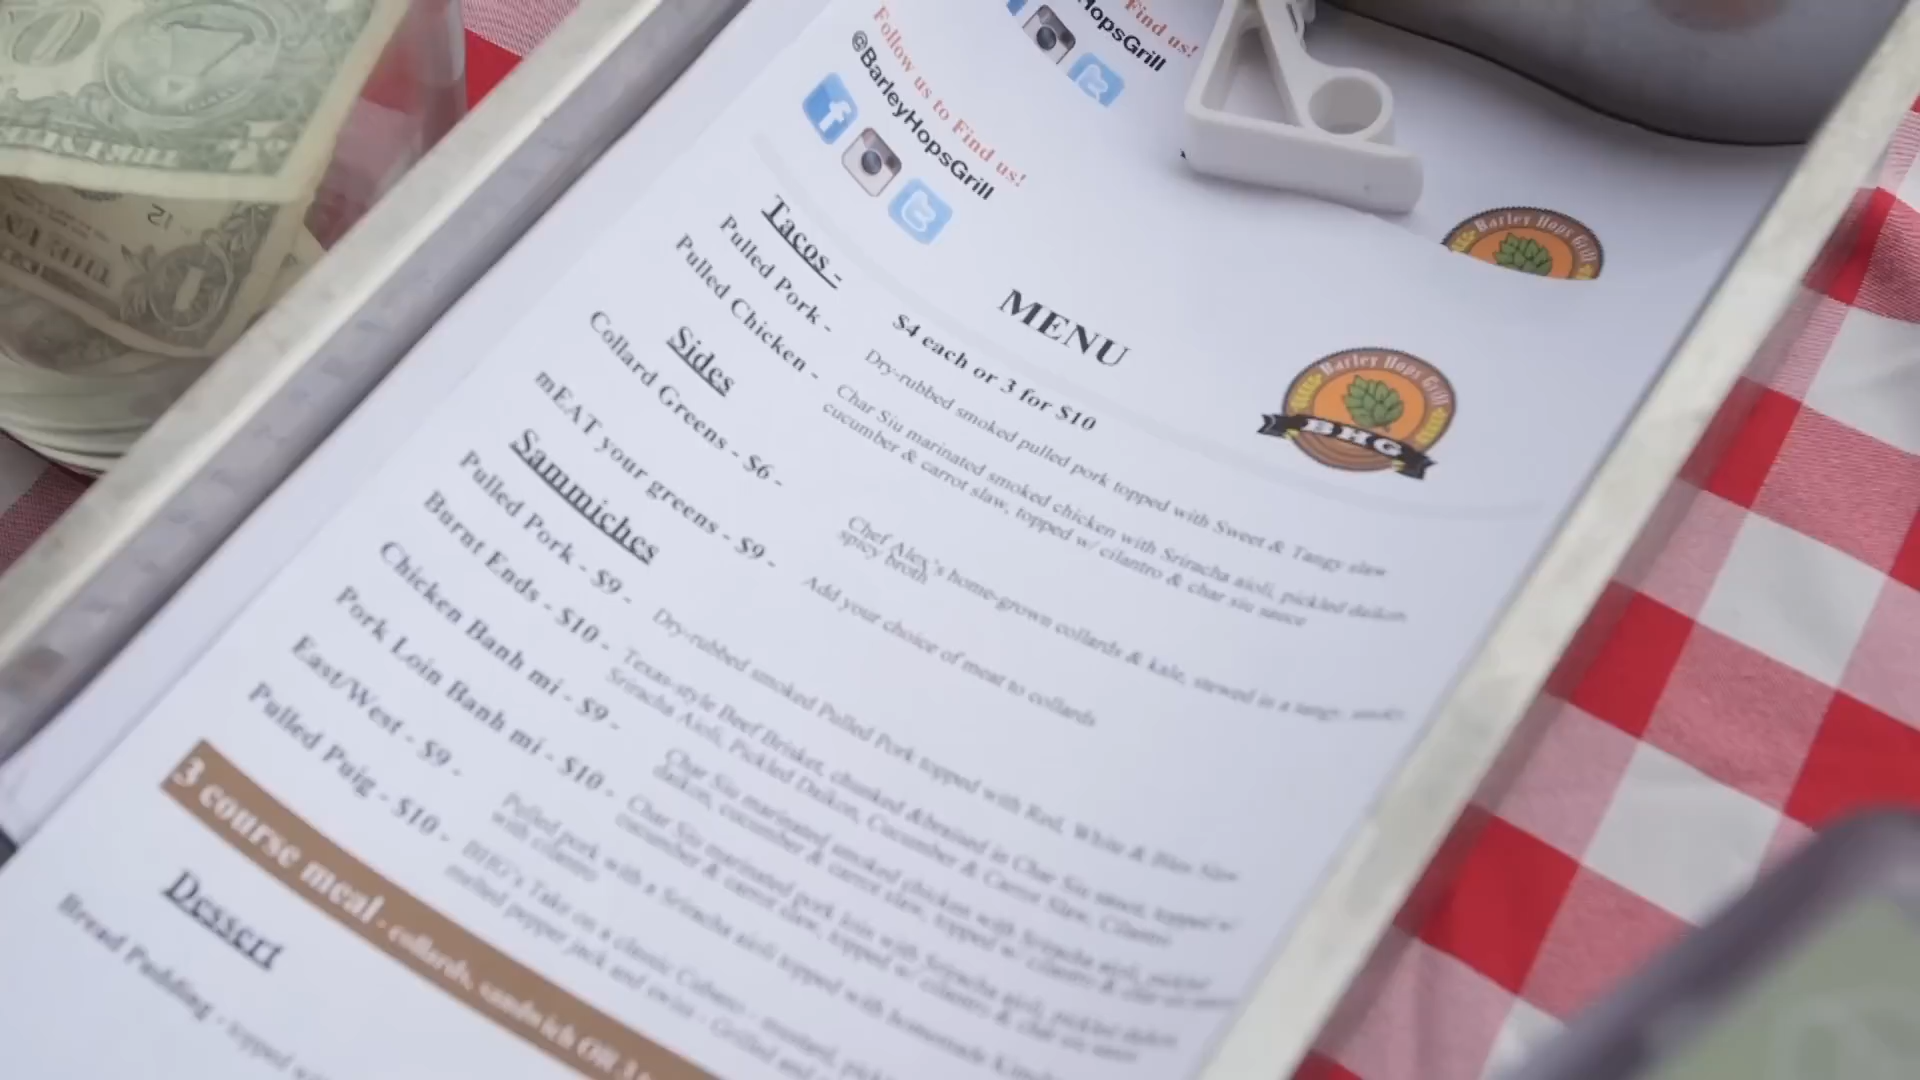 Find us!
HopsGrill
Follow us to Find us!
@BarleyHopsGrill
Barley Hops Grill
MENU
Barley Hops Grill
BHG
Tacos - $4 each or 3 for $10
Pulled Pork - Dry-rubbed smoked pulled pork topped with Sweet & Tangy slaw
Pulled Chicken - Char Siu marinated smoked chicken with Sriracha aioli, pickled daikon
cucumber & carrot slaw, topped w/ cilantro & char siu sauce
Sides
Collard Greens - $6 - Chef Alex's home-grown collards & kale, stewed in a tangy, smoky
spicy broth
mEAT your greens - $9 - Add your choice of meat to collards
Sammiches
Pulled Pork - $9 - Dry-rubbed smoked Pulled Pork topped with Red, White & Blue Slaw
Burnt Ends - $10 - Texas-style Beef Brisket, chunked &braised in Char Siu sauce, topped w/
Sriracha Aioli, Pickled Daikon, Cucumber & Carrot Slaw, Cilantro
Chicken Banh mi - $9 - Char Siu marinated smoked chicken with Sriracha aioli, pickled
daikon, cucumber & carrot slaw, topped w/ cilantro & char siu sauce
Pork Loin Banh mi - $10 - Char Siu marinated pork loin with Sriracha aioli, pickled daikon
cucumber & carrot slaw, topped w/ cilantro & char siu sauce
East/West - $9 - Pulled pork with a Sriracha aioli topped with homemade
with cilantro
Pulled Puig - $10 - BHG's Take on a classic Cubano - mustard,
melted pepper jack and swiss - Grilled and
3 course meal - collards, sandwich OR 3
Dessert
Bread Pudding - topped